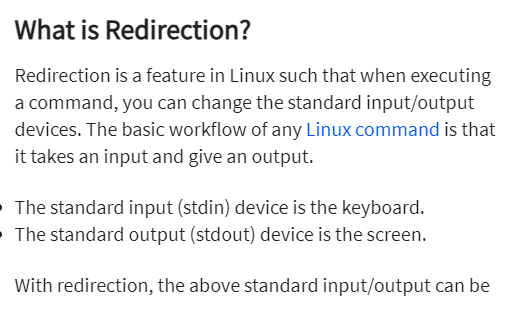 What is Redirection?
Redirection is a feature in Linux such that when executing
a command, you can change the standard input/output
devices. The basic workflow of any Linux command is that
it takes an input and give an output.
• The standard input (stdin) device is the keyboard.
• The standard output (stdout) device is the screen.
With redirection, the above standard input/output can be